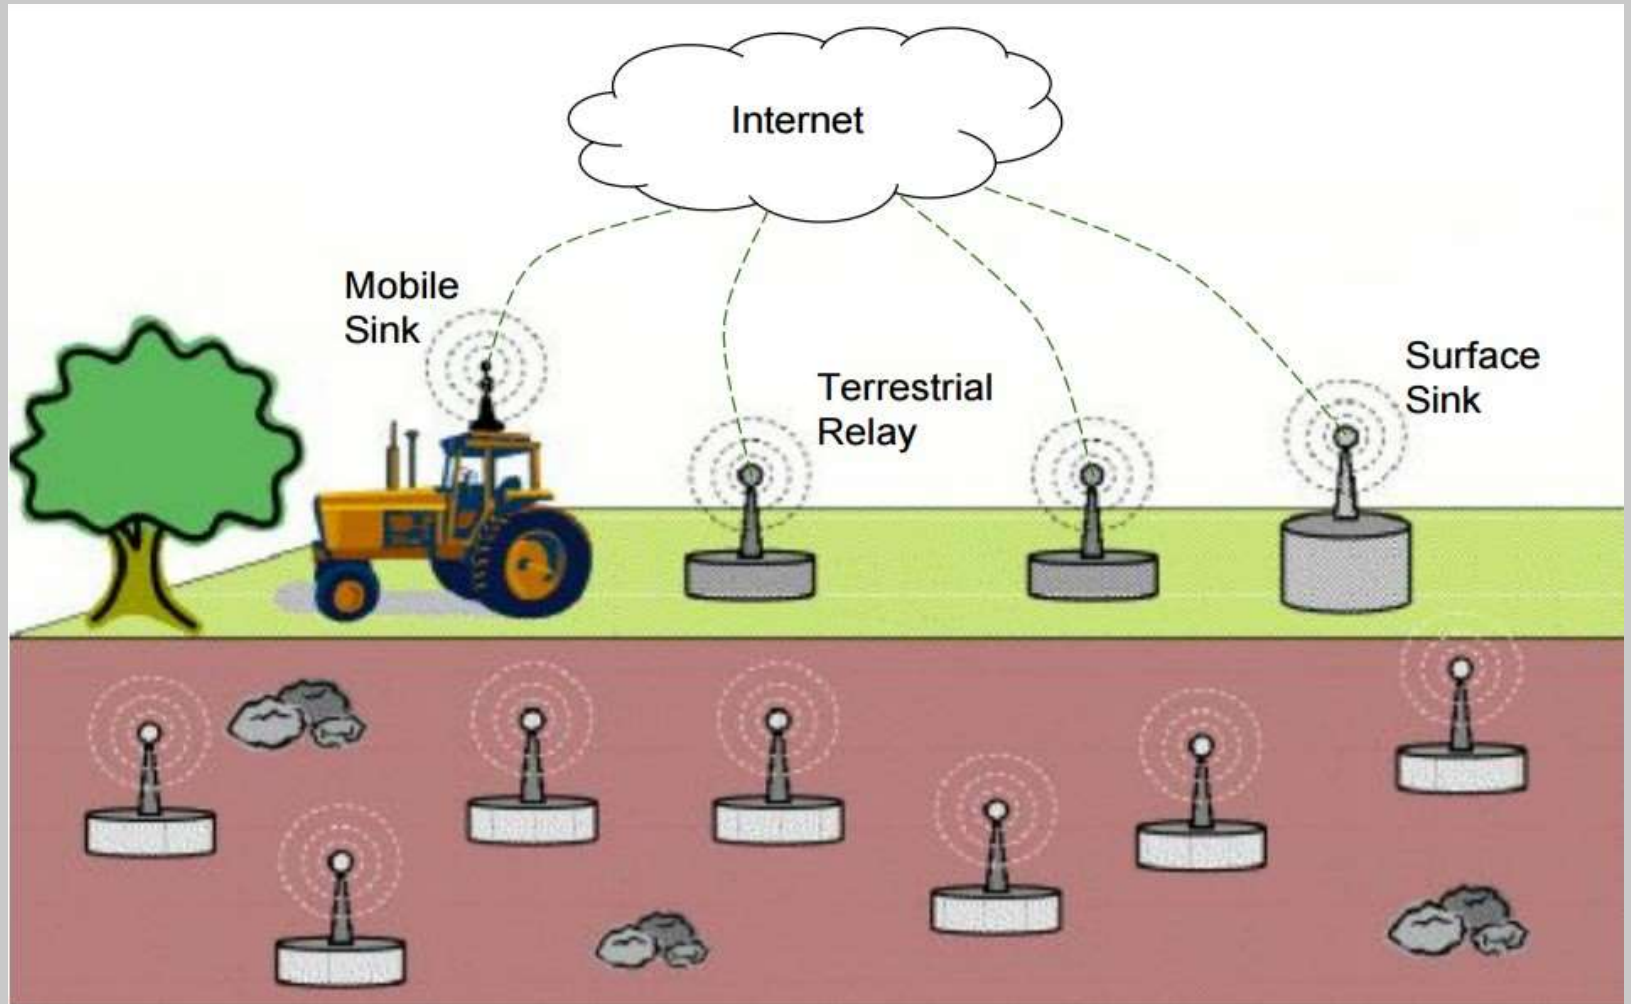 Internet
Mobile
Sink
Terrestrial
Relay
Surface
Sink